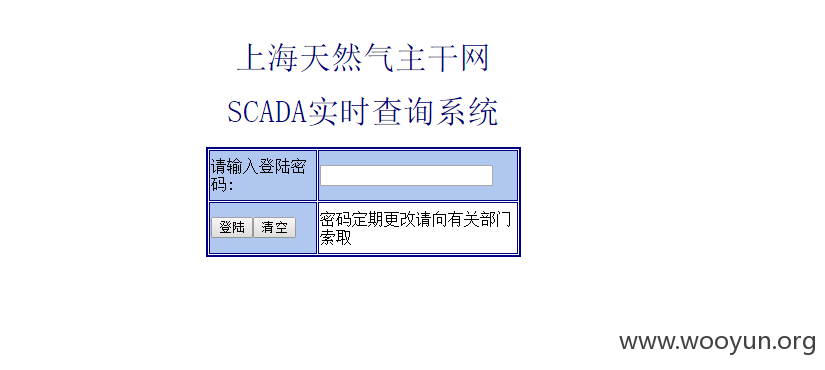 上海天然气主干网
SCADA实时查询系统
请输入登陆密
码：
登陆 清空
密码定期更改请向有关部门
索取
www.wooyun.org